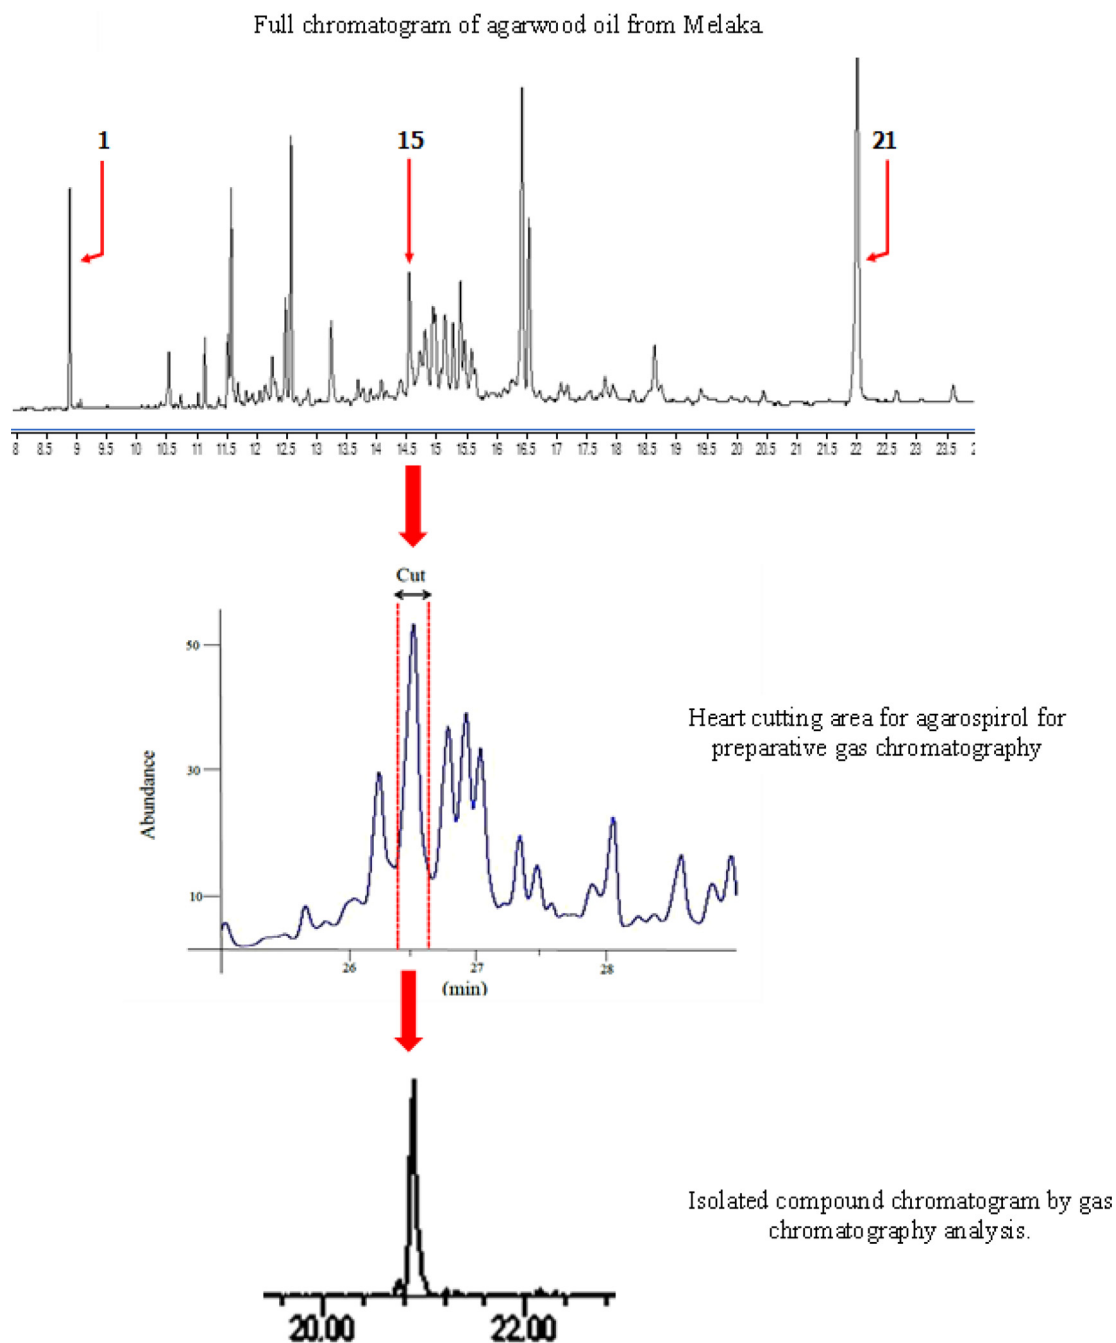 Full chromatogram of agarwood oil from Melaka
1 15 21
8 8.5 9 9.5 10 10.5 11 11.5 12 12.5 13 13.5 14 14.5 15 15.5 16 16.5 17 17.5 18 18.5 19 19.5 20 20.5 21 21.5 22 22.5 23 23.5 2
Cut
50
30
10
Abundance
26 27 28
(min)
Heart cutting area for agarospirol for
preparative gas chromatography
Isolated compound chromatogram by gas
chromatography analysis.
20.00 22.00